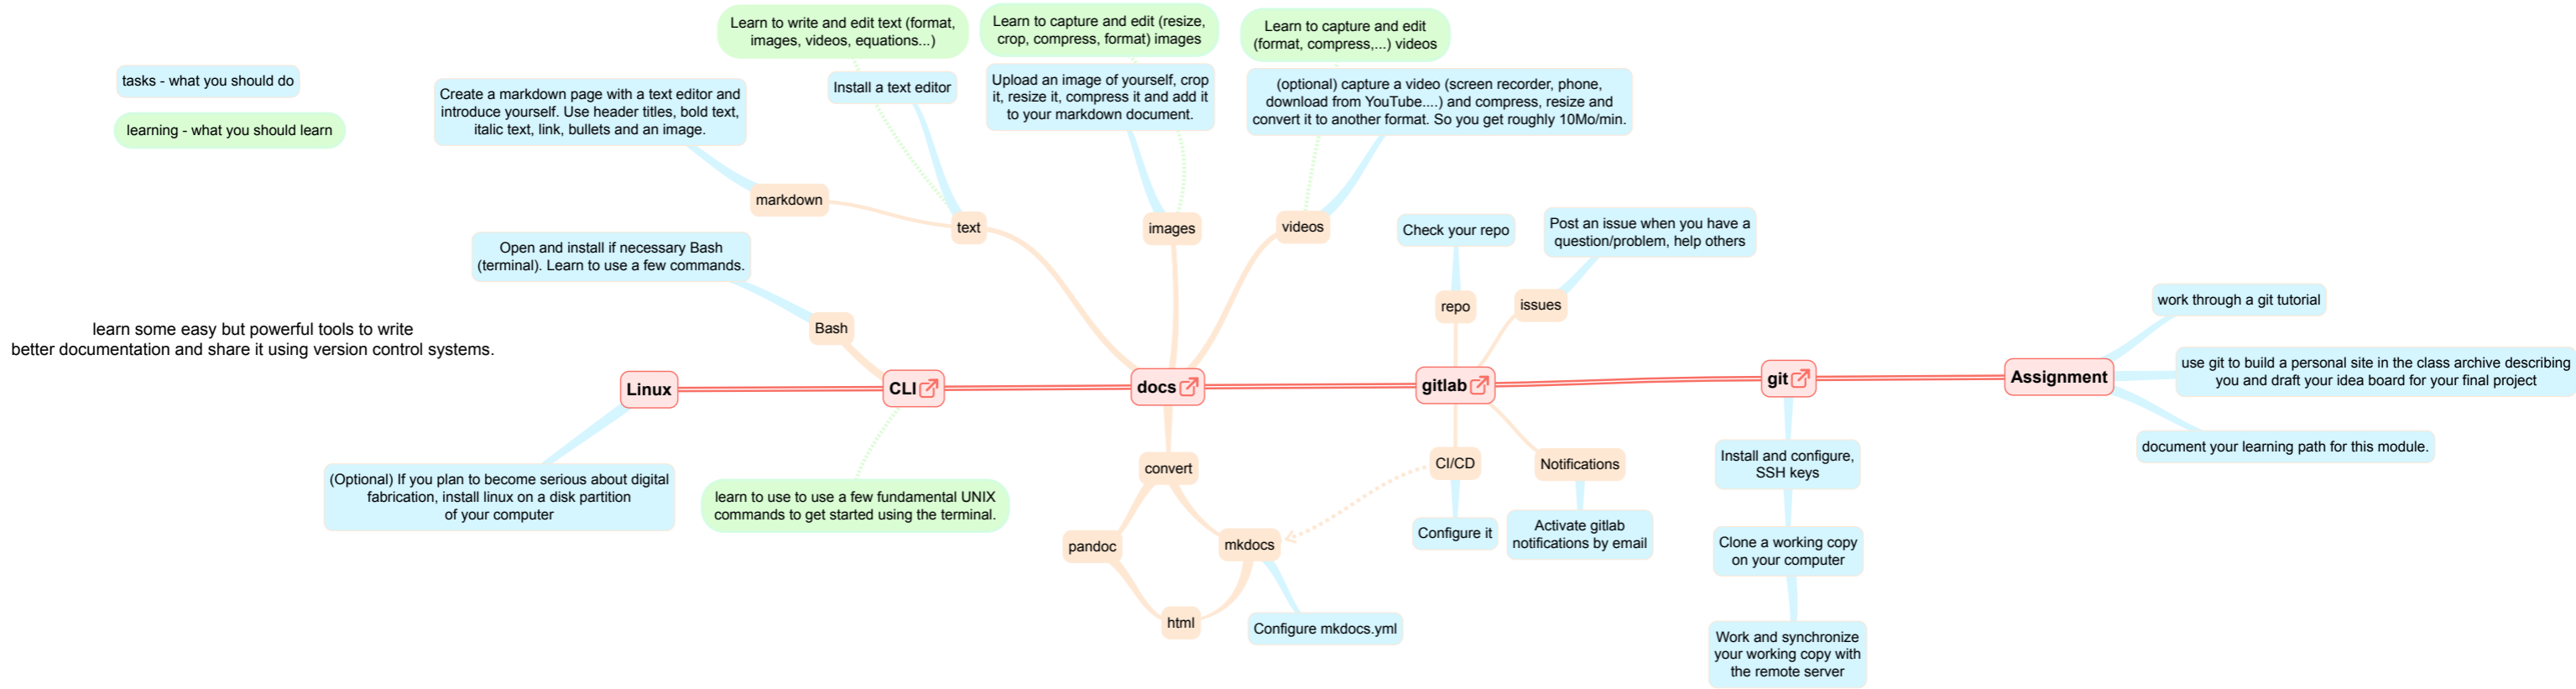 Learn to write and edit text (format,
images, videos, equations...)
Learn to capture and edit (resize,
crop, compress, format) images
Learn to capture and edit
(format, compress,...) videos
tasks - what you should do
learning - what you should learn
Create a markdown page with a text editor and
introduce yourself. Use header titles, bold text,
italic text, link, bullets and an image.
Install a text editor
Upload an image of yourself, crop
it, resize it, compress it and add it
to your markdown document.
(optional) capture a video (screen recorder, phone,
download from YouTube....) and compress, resize and
convert it to another format. So you get roughly 10Mo/min.
markdown
text
images
videos
Check your repo
Post an issue when you have a
question/problem, help others
Open and install if necessary Bash
(terminal). Learn to use a few commands.
repo
issues
work through a git tutorial
learn some easy but powerful tools to write
better documentation and share it using version control systems.
Bash
Linux
CLI
docs
gitlab
git
Assignment
use git to build a personal site in the class archive describing
you and draft your idea board for your final project
document your learning path for this module.
(Optional) If you plan to become serious about digital
fabrication, install linux on a disk partition
of your computer
learn to use to use a few fundamental UNIX
commands to get started using the terminal.
convert
CI/CD
Notifications
Install and configure,
SSH keys
pandoc
mkdocs
Configure it
Activate gitlab
notifications by email
Clone a working copy
on your computer
html
Configure mkdocs.yml
Work and synchronize
your working copy with
the remote server